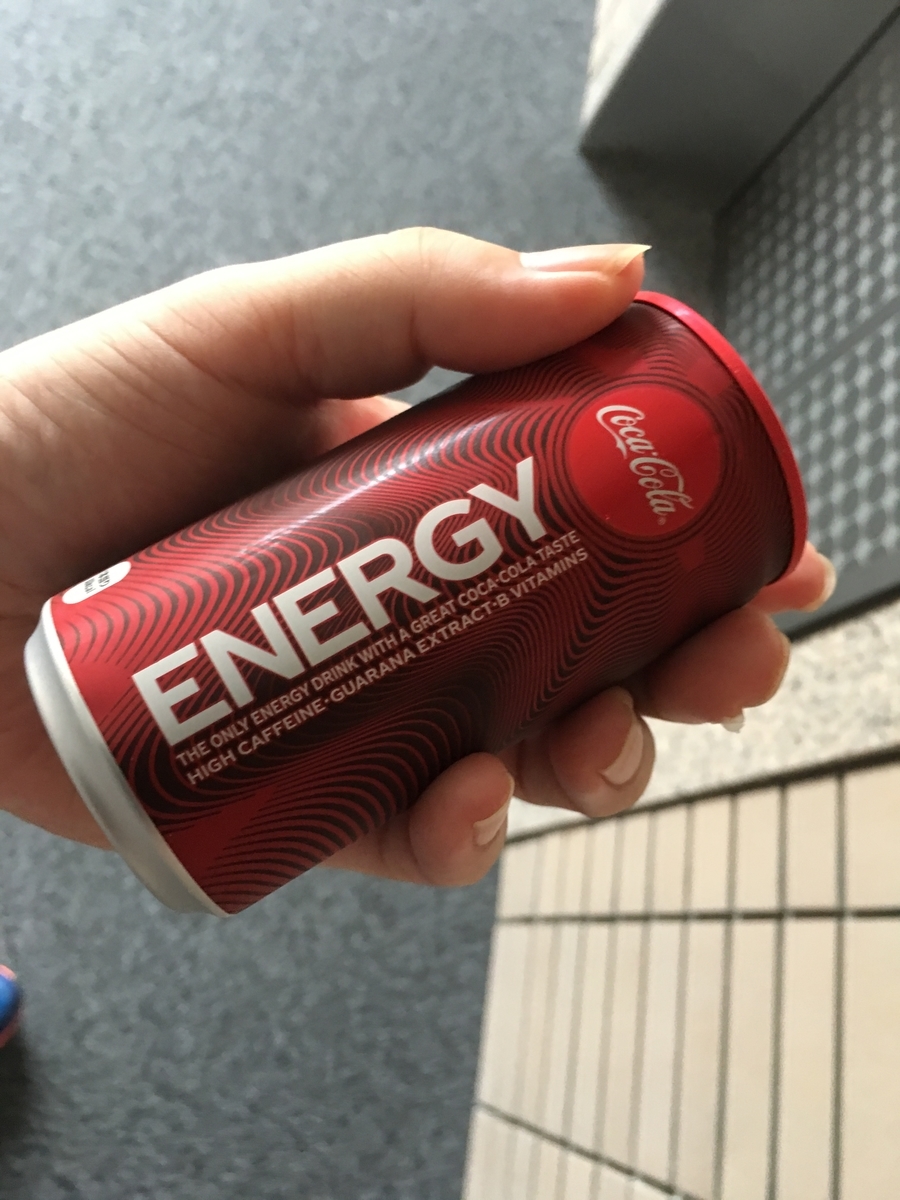 Coca-Cola
ENERGY
THE ONLY ENERGY DRINK WITH A GREAT COCA-COLA TASTE
HIGH CAFFEINE·GUARANA EXTRACT·B VITAMINS